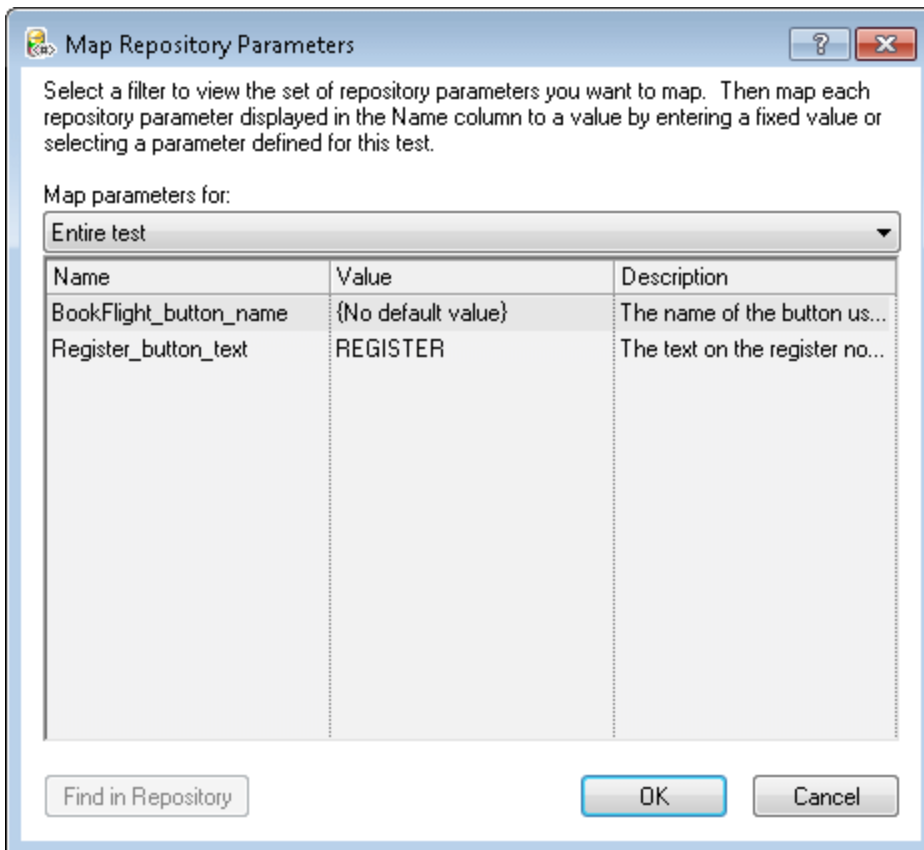 Map Repository Parameters
Select a filter to view the set of repository parameters you want to map. Then map each
repository parameter displayed in the Name column to a value by entering a fixed value or
selecting a parameter defined for this test.
Map parameters for:
Entire test
Name Value Description
BookFlight_button_name {No default value} The name of the button us...
Register_button_text REGISTER The text on the register no...
Find in Repository OK Cancel